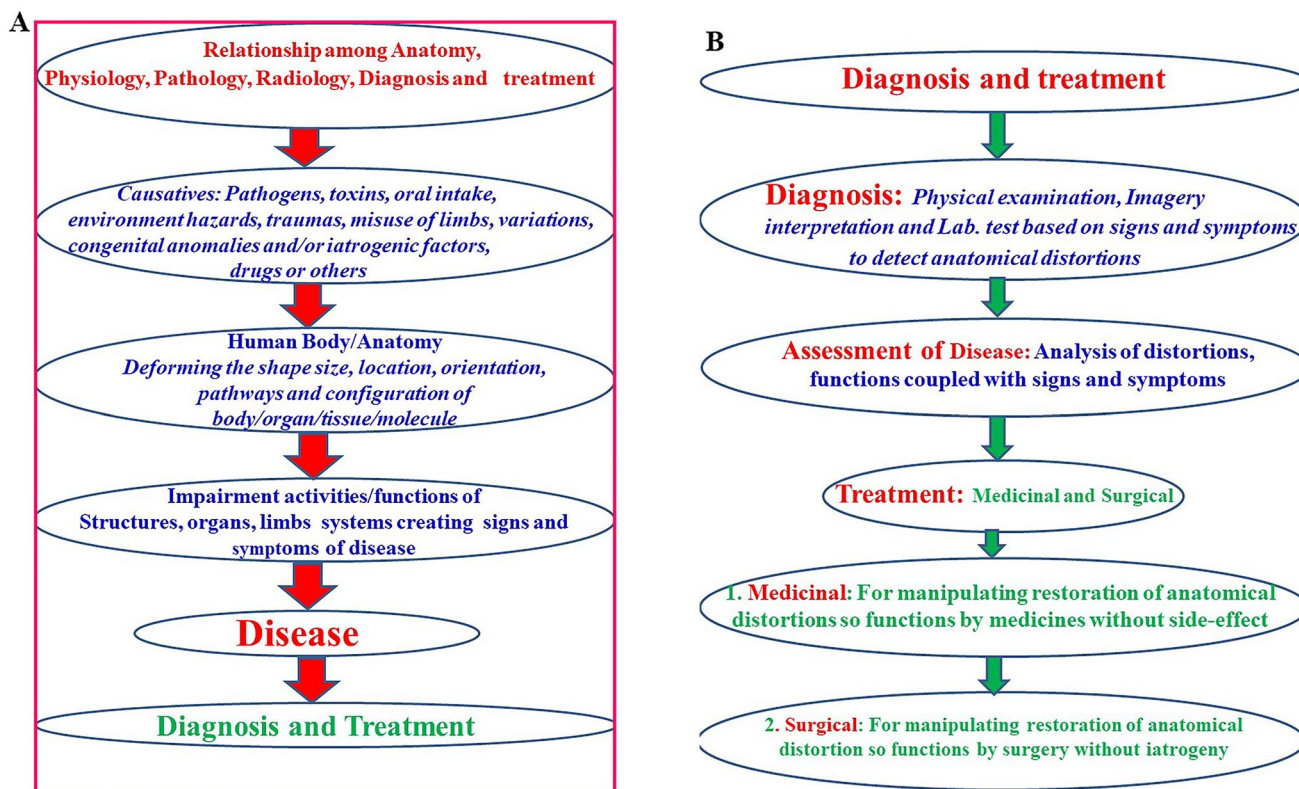 A
Relationship among Anatomy,
Physiology, Pathology, Radiology, Diagnosis and treatment
Causatives: Pathogens, toxins, oral intake,
environment hazards, traumas, misuse of limbs, variations,
congenital anomalies and/or iatrogenic factors,
drugs or others
Human Body/Anatomy
Deforming the shape size, location, orientation,
pathways and configuration of
body/organ/tissue/molecule
Impairment activities/functions of
Structures, organs, limbs systems creating signs and
symptoms of disease
Disease
Diagnosis and Treatment
B
Diagnosis and treatment
Diagnosis: Physical examination, Imagery
interpretation and Lab. test based on signs and symptoms
to detect anatomical distortions
Assessment of Disease: Analysis of distortions,
functions coupled with signs and symptoms
Treatment: Medicinal and Surgical
1. Medicinal: For manipulating restoration of anatomical
distortions so functions by medicines without side-effect
2. Surgical: For manipulating restoration of anatomical
distortion so functions by surgery without iatrogeny